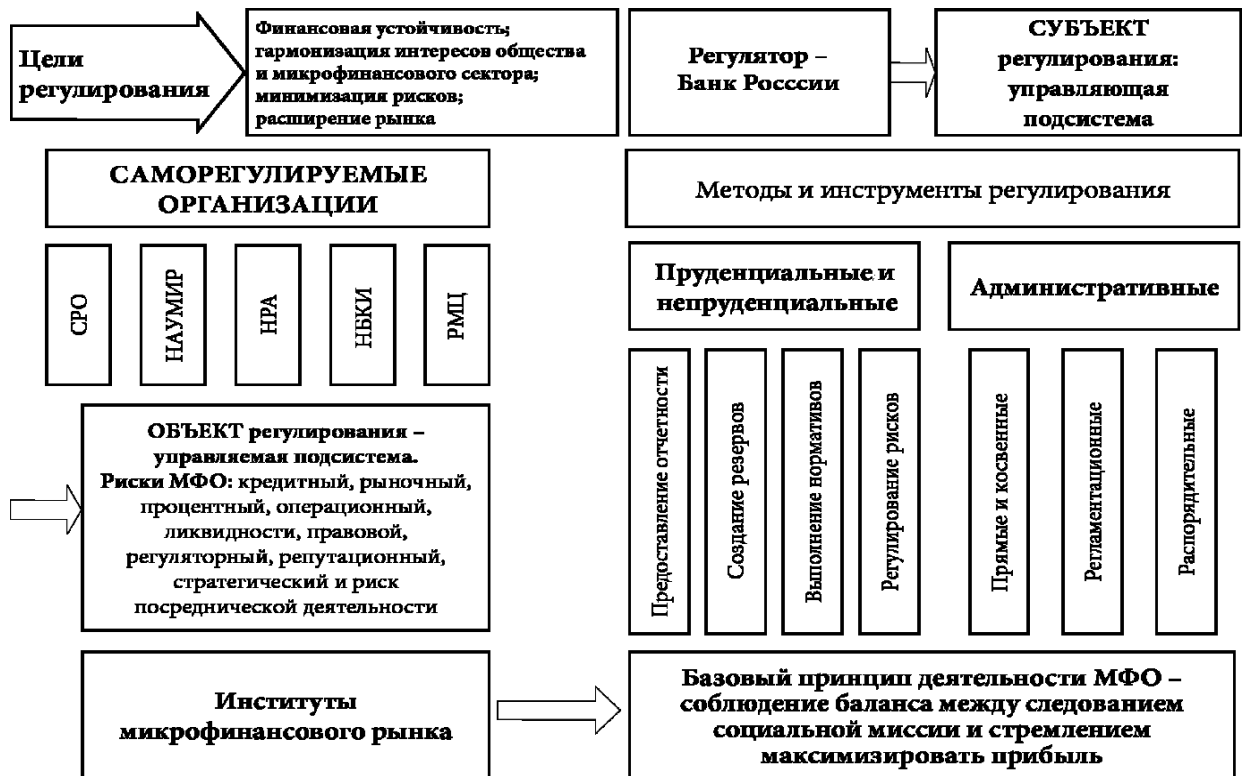 Цели
регулирования
Финансовая устойчивость;
гармонизация интересов общества
и микрофинансового сектора;
минимизация рисков;
расширение рынка
Регулятор –
Банк Росссии
СУБЪЕКТ
регулирования:
управляющая
подсистема
САМОРЕГУЛИРУЕМЫЕ
ОРГАНИЗАЦИИ
СРО
НАУМИР
НРА
НБКИ
РМЦ
Методы и инструменты регулирования
Пруденциальные и
непруденциальные
Административные
Предоставление отчетности
Создание резервов
Выполнение нормативов
Регулирование рисков
Прямые и косвенные
Регламентационные
Распорядительные
ОБЪЕКТ регулирования –
управляемая подсистема.
Риски МФО: кредитный, рыночный,
процентный, операционный,
ликвидности, правовой,
регуляторный, репутационный,
стратегический и риск
посреднической деятельности
Институты
микрофинансового рынка
Базовый принцип деятельности МФО –
соблюдение баланса между следованием
социальной миссии и стремлением
максимизировать прибыль